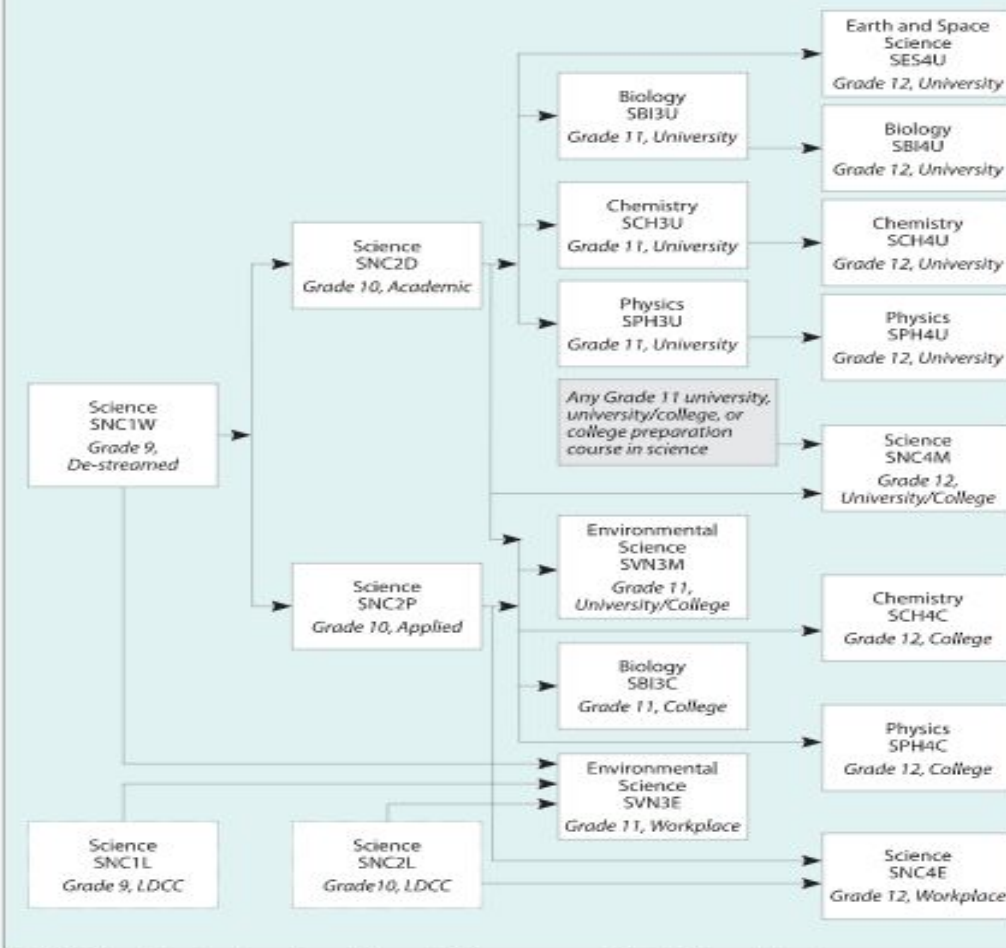 Earth and Space
Science
SES4U
Grade 12, University
Biology
SBI3U
Grade 11, University
Biology
SBI4U
Grade 12, University
Chemistry
SCH3U
Grade 11, University
Chemistry
SCH4U
Grade 12, University
Science
SNC2D
Grade 10, Academic
Physics
SPH3U
Grade 11, University
Physics
SPH4U
Grade 12, University
Science
SNC1W
Grade 9,
De-streamed
Any Grade 11 university,
university/college, or
college preparation
course in science
Science
SNC4M
Grade 12,
University/College
Environmental
Science
SVN3M
Grade 11,
University/College
Science
SNC2P
Grade 10, Applied
Chemistry
SCH4C
Grade 12, College
Biology
SBI3C
Grade 11, College
Physics
SPH4C
Grade 12, College
Environmental
Science
SVN3E
Grade 11, Workplace
Science
SNC1L
Grade 9, LDCC
Science
SNC2L
Grade10, LDCC
Science
SNC4E
Grade 12, Workplace